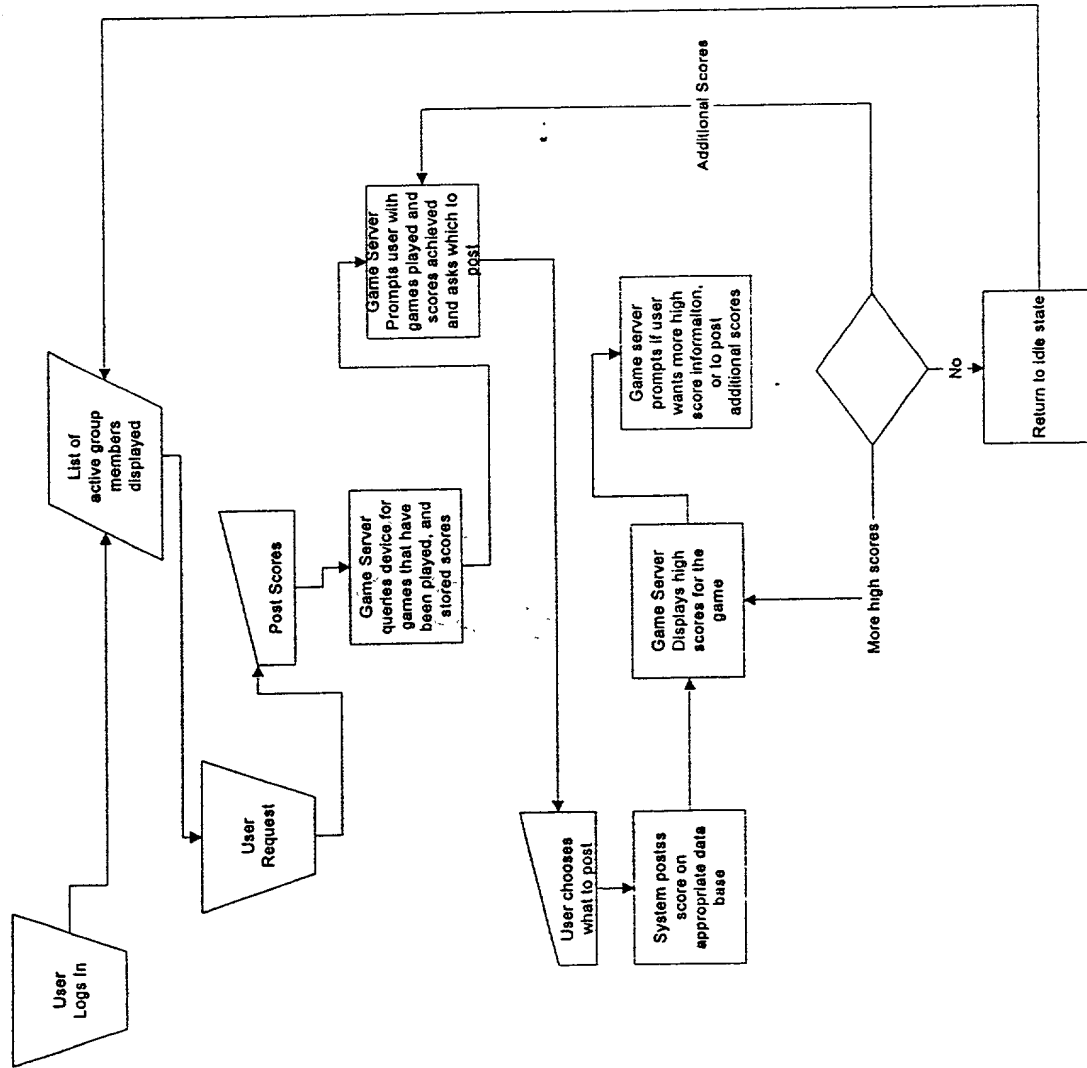 User
Logs In
List of
active group
members
displayed
User
Request
Post Scores
Game Server
queries device for
games that have
been played, and
stored scores
Game Server
Prompts user with
games played and
scores achieved
and asks which to
post
User chooses
what to post
System postss
score on
appropriate data
base
Game Server
Displays high
scores for the
game
Game server
prompts if user
wants more high
score informaiton,
or to post
additional scores
More high scores
Additional Scores
No
Return to idle state